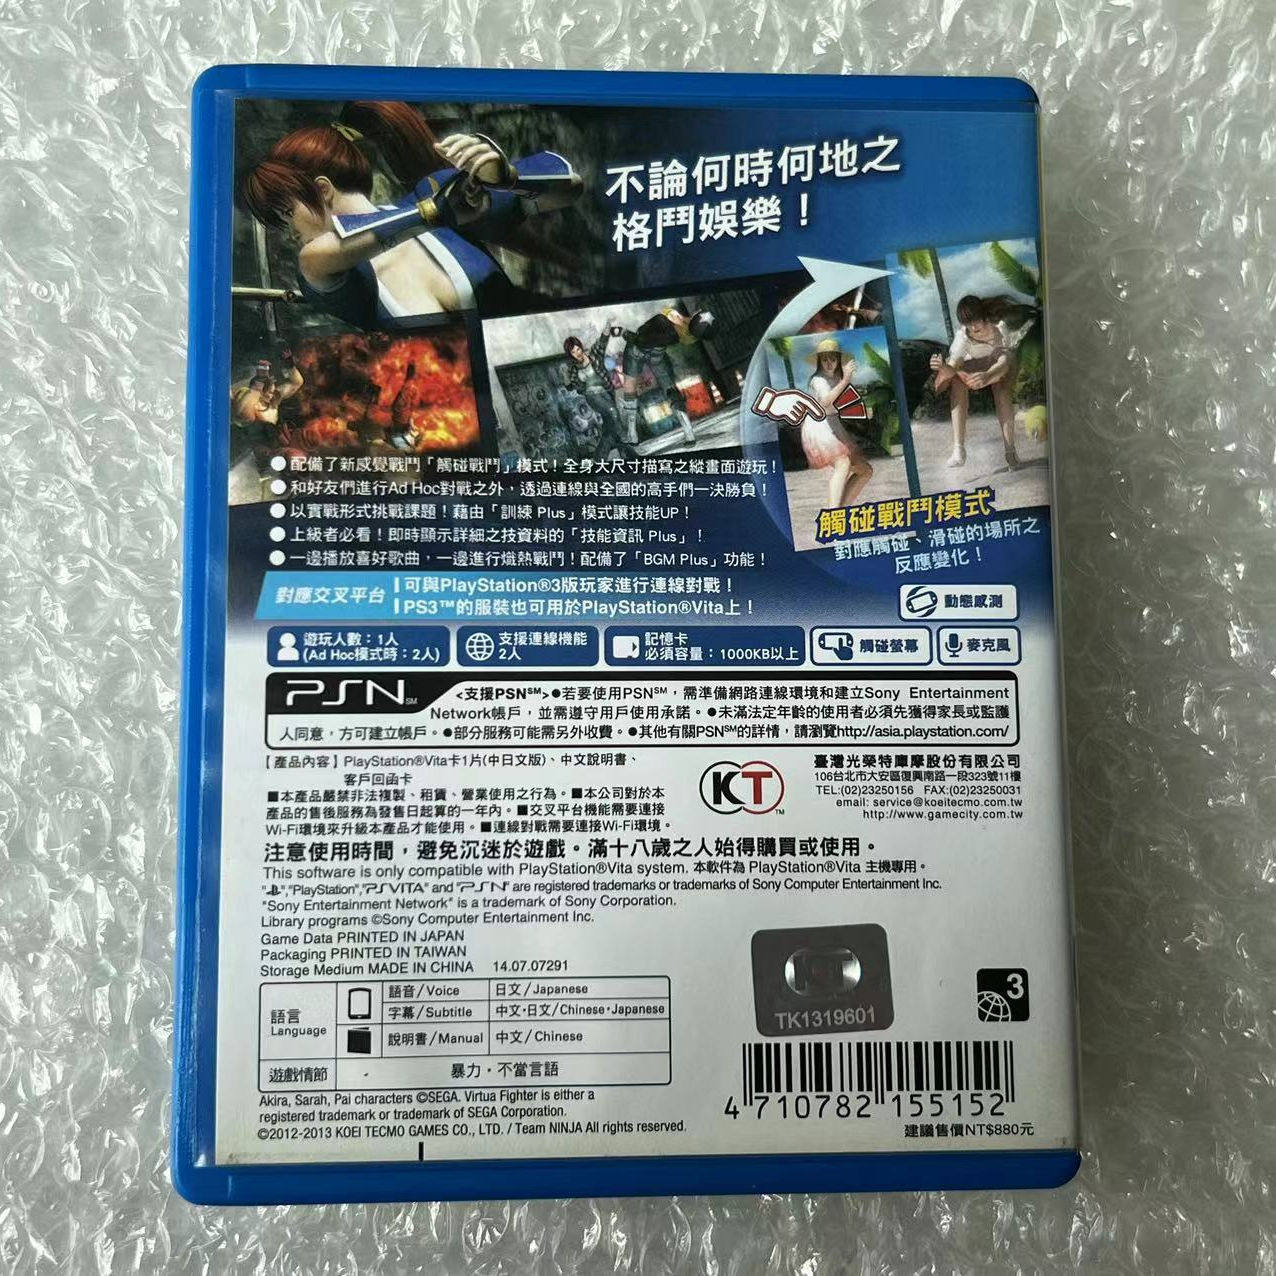 不論何時何地之
格鬥娛樂！
●配備了新感覺戰鬥「觸碰戰鬥」模式！全身大尺寸描寫之縱畫面遊玩！
●和好友們進行Ad Hoc對戰之外，透過連線與全國的高手們一決勝負！
●以實戰形式挑戰課題！藉由「訓練 Plus」模式讓技能UP！
●上級者必看！即時顯示詳細之技資料的「技能資訊 Plus」！
●一邊播放喜好歌曲，一邊進行熾熱戰鬥！配備了「BGM Plus」功能！
觸碰戰鬥模式
對應觸碰、滑碰的場所之
反應變化！
對應交叉平台
可與PlayStation®3版玩家進行連線對戰！
PS3™的服裝也可用於PlayStation®Vita上！
動態感測
遊玩人數：1人
(Ad Hoc模式時：2人)
支援連線機能
2人
記憶卡
必須容量：1000KB以上
觸碰螢幕
麥克風
PSN℠
<支援PSN℠>●若要使用PSN℠，需準備網路連線環境和建立Sony Entertainment
Network帳戶，並需遵守用戶使用承諾。●未滿法定年齡的使用者必須先獲得家長或監護
人同意，方可建立帳戶。●部分服務可能需另外收費。●其他有關PSN℠的詳情，請瀏覽http://asia.playstation.com/
【產品內容】PlayStation®Vita卡1片(中日文版)、中文說明書、
客戶回函卡
■本產品嚴禁非法複製、租賃、營業使用之行為。■本公司對於本
產品的售後服務為發售日起算的一年內。■交叉平台機能需要連接
Wi-Fi環境來升級本產品才能使用。■連線對戰需要連接Wi-Fi環境。
KT™
臺灣光榮特庫摩股份有限公司
106台北市大安區復興南路一段323號11樓
TEL:(02)23250156 FAX:(02)23250031
email: service@koeitecmo.com.tw
http://www.gamecity.com.tw
注意使用時間，避免沉迷於遊戲。滿十八歲之人始得購買或使用。
This software is only compatible with PlayStation®Vita system. 本軟件為 PlayStation®Vita 主機專用。
" ","PlayStation","PSVITA" and "PSN" are registered trademarks or trademarks of Sony Computer Entertainment Inc.
"Sony Entertainment Network" is a trademark of Sony Corporation.
Library programs ©Sony Computer Entertainment Inc.
Game Data PRINTED IN JAPAN
Packaging PRINTED IN TAIWAN
Storage Medium MADE IN CHINA 14.07.07291
語言
Language
語音/Voice 日文/Japanese
字幕/Subtitle 中文·日文/Chinese·Japanese
說明書/Manual 中文/Chinese
遊戲情節 暴力·不當言語
KT
TK1319601
3
Akira, Sarah, Pai characters ©SEGA. Virtua Fighter is either a
registered trademark or trademark of SEGA Corporation.
©2012-2013 KOEI TECMO GAMES CO., LTD. / Team NINJA All rights reserved.
4 710782 155152
建議售價NT$880元